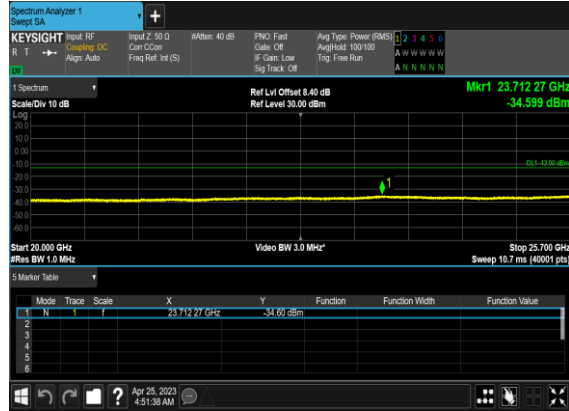 Spectrum Analyzer 1
Swept SA
+
KEYSIGHT Input: RF Input Z: 50 Ω #Atten: 40 dB PNO: Fast Avg Type: Power (RMS) 1 2 3 4 5 6
R T Coupling: DC Corr CCorr Gate: Off Avg|Hold: 100/100 A W W W W W
Align: Auto Freq Ref: Int (S) IF Gain: Low Trig: Free Run
Sig Track: Off A N N N N N
1 Spectrum Ref Lvl Offset 8.40 dB Mkr1 23.712 27 GHz
Scale/Div 10 dB Ref Level 30.00 dBm -34.599 dBm
Log
20.0
10.0
0.00
-10.0 DL1 -13.00 dBm
-20.0
-30.0 1
-40.0
-50.0
-60.0
Start 20.000 GHz Video BW 3.0 MHz* Stop 25.700 GHz
#Res BW 1.0 MHz Sweep 10.7 ms (40001 pts)
5 Marker Table
Mode Trace Scale X Y Function Function Width Function Value
1 N 1 f 23.712 27 GHz -34.60 dBm
2
3
4
5
6
? Apr 25, 2023
4:51:38 AM